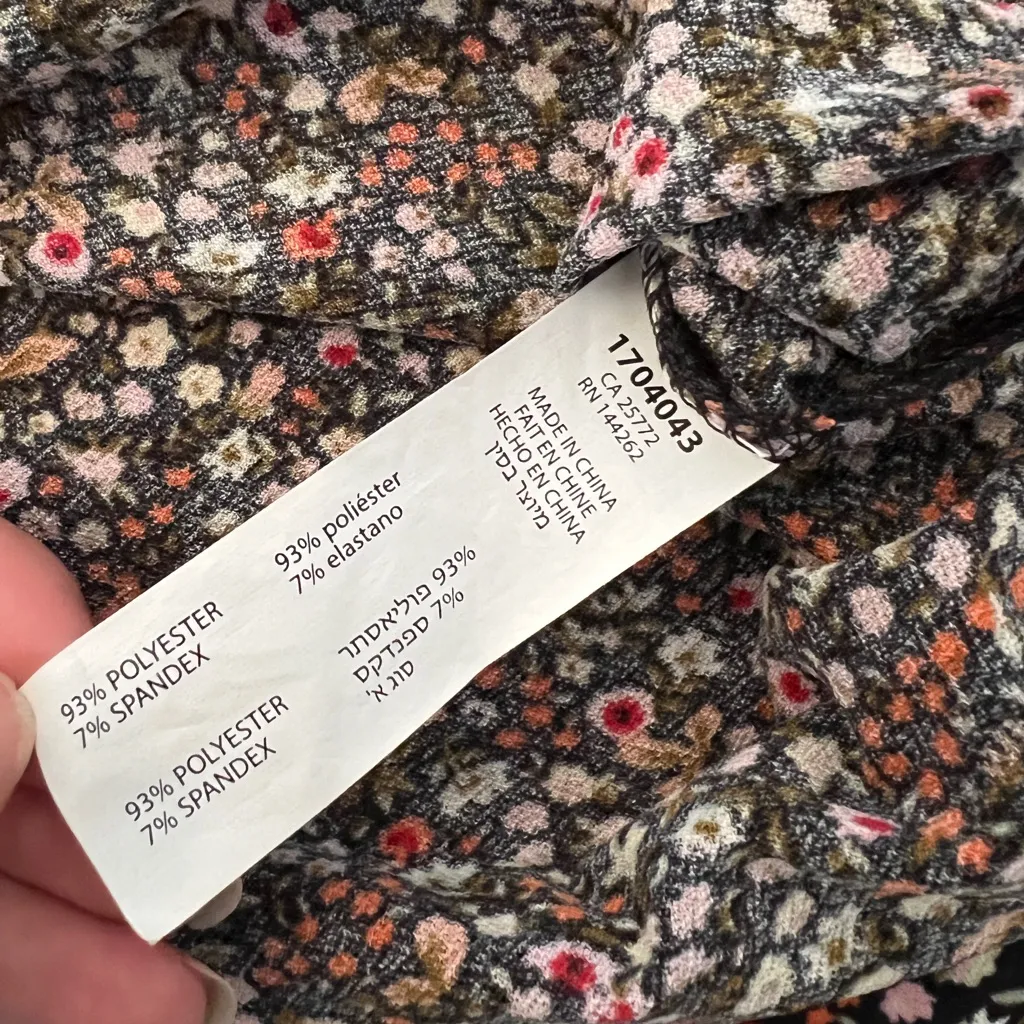 1704043
CA 25772
RN 144262
MADE IN CHINA
FAIT EN CHINE
HECHO EN CHINA
מיוצר בסין
93% poliéster
7% elastano
93% פוליאסתר
7% ספנדקס
סוג א'
93% POLYESTER
7% SPANDEX
93% POLYESTER
7% SPANDEX